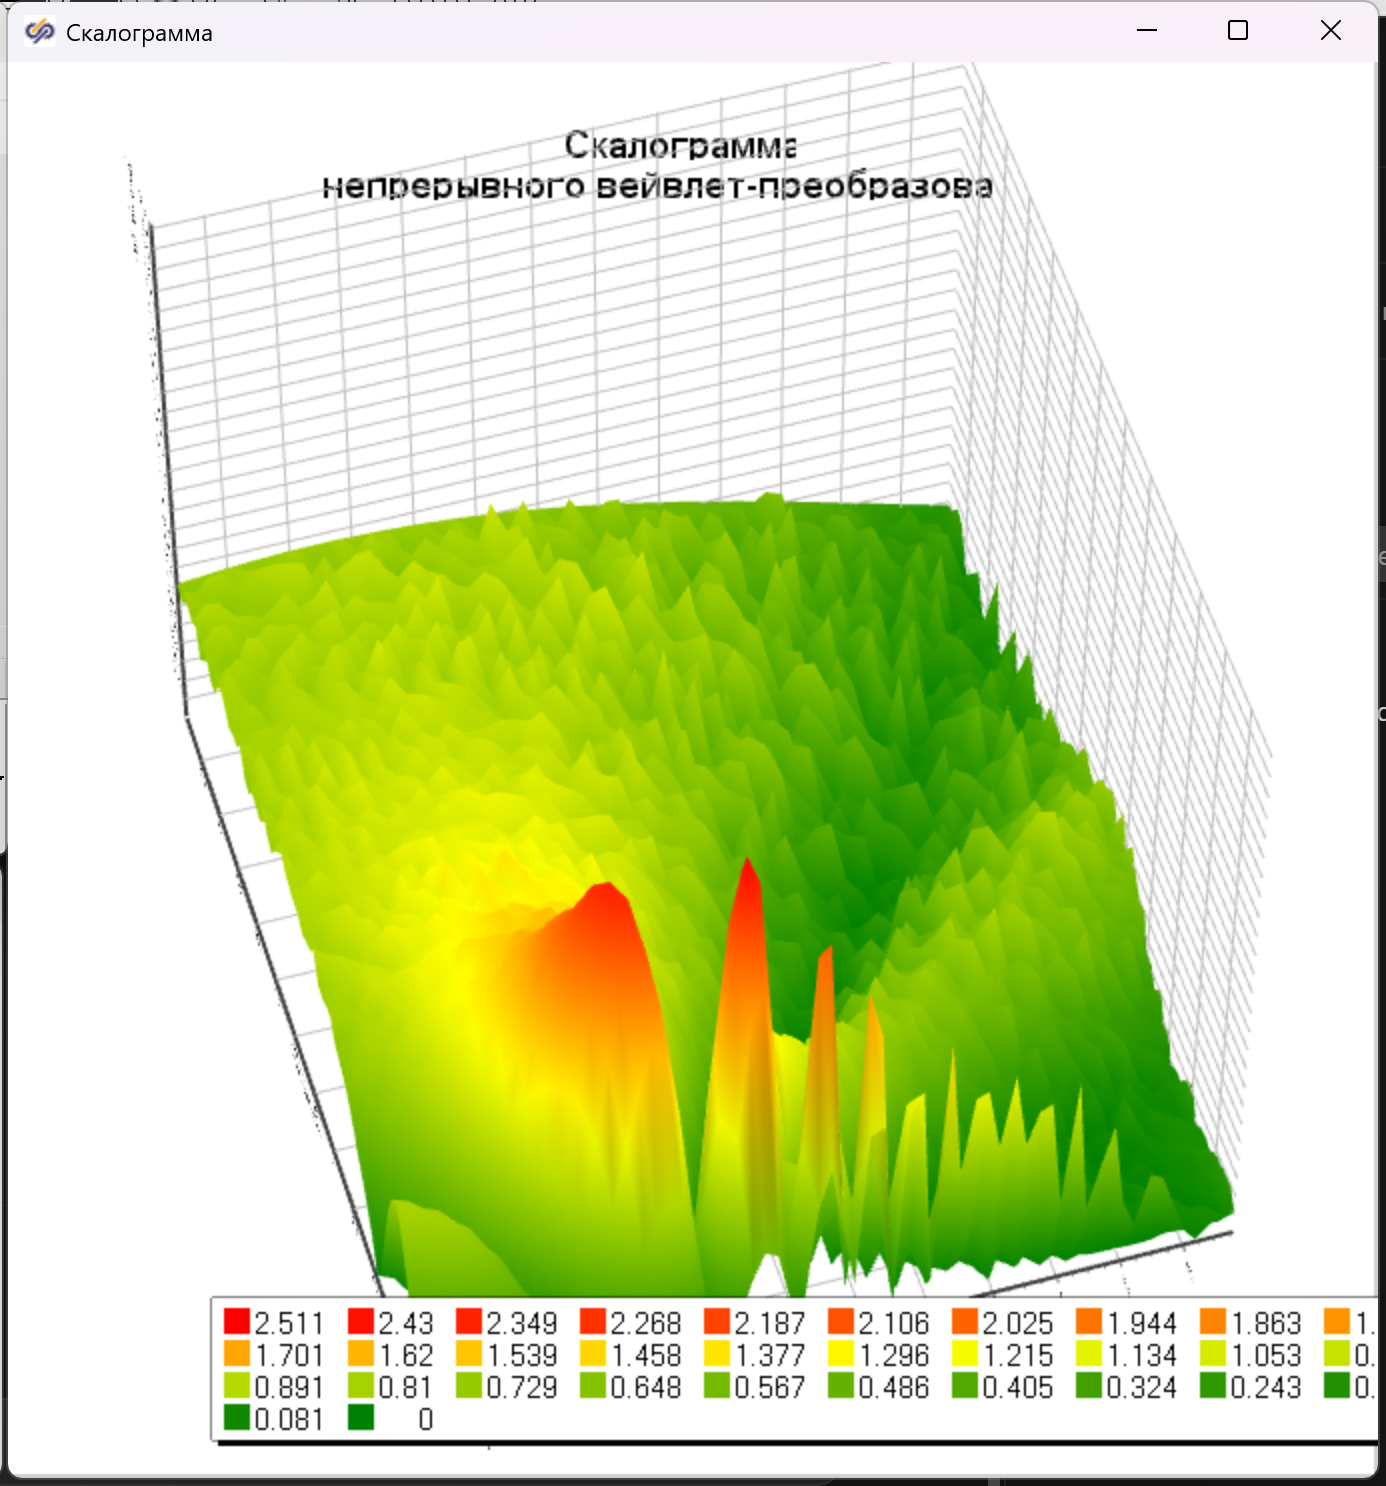 Скалограмма
Скалограмма
непрерывного вейвлет-преобразова
2.511 2.43 2.349 2.268 2.187 2.106 2.025 1.944 1.863 1.
1.701 1.62 1.539 1.458 1.377 1.296 1.215 1.134 1.053 0.
0.891 0.81 0.729 0.648 0.567 0.486 0.405 0.324 0.243 0.
0.081 0